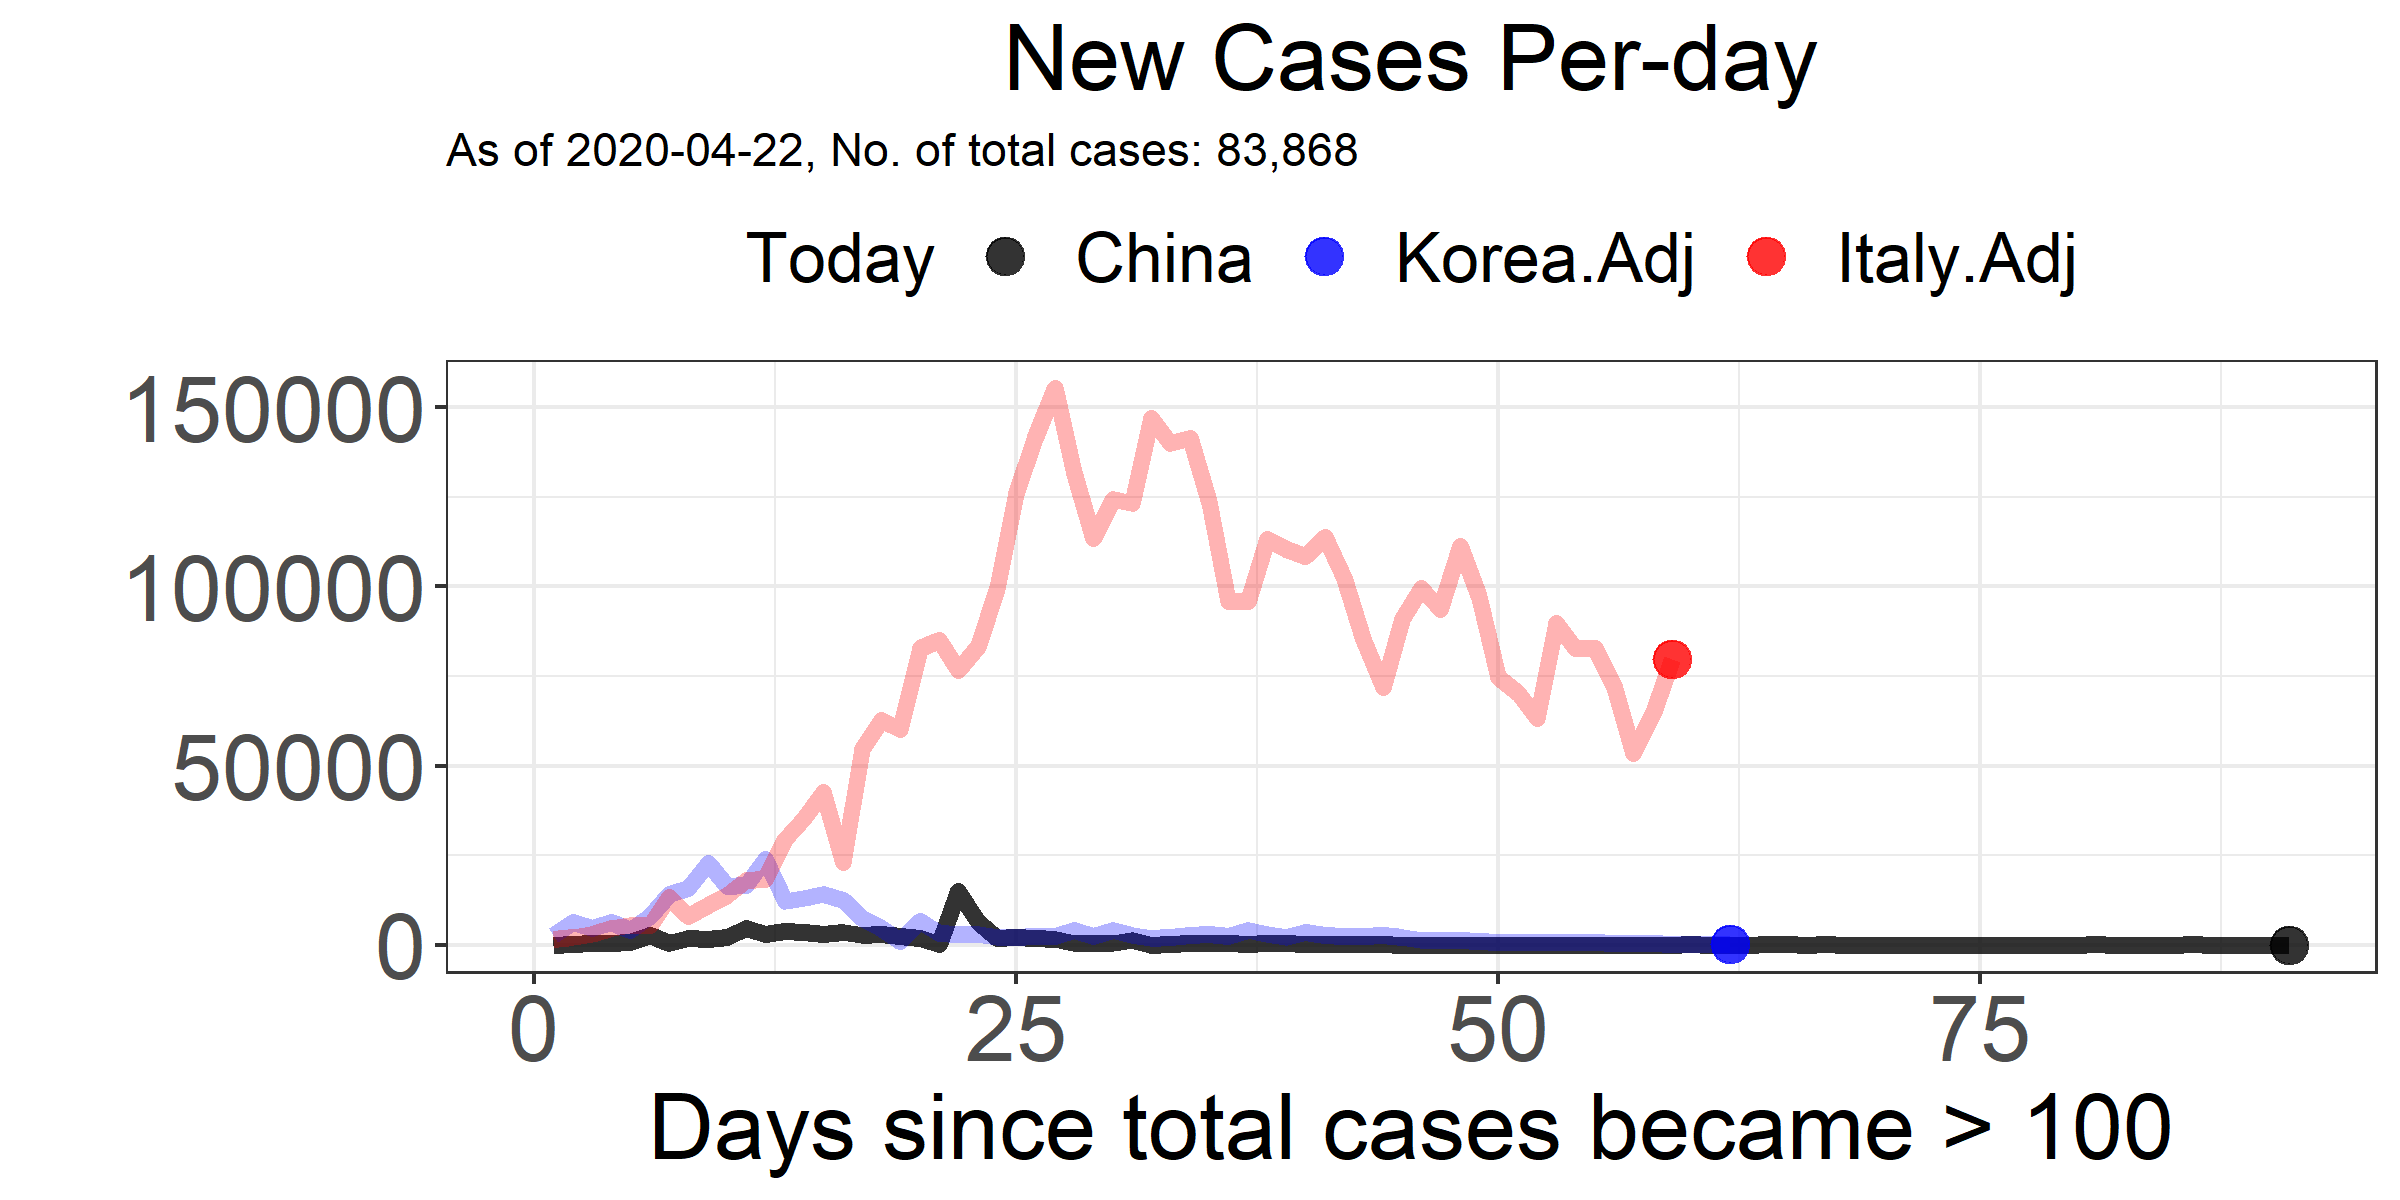 New Cases Per-day
As of 2020-04-22, No. of total cases: 83,868
Today China Korea.Adj Italy.Adj
150000
100000
50000
0
0 25 50 75
Days since total cases became > 100